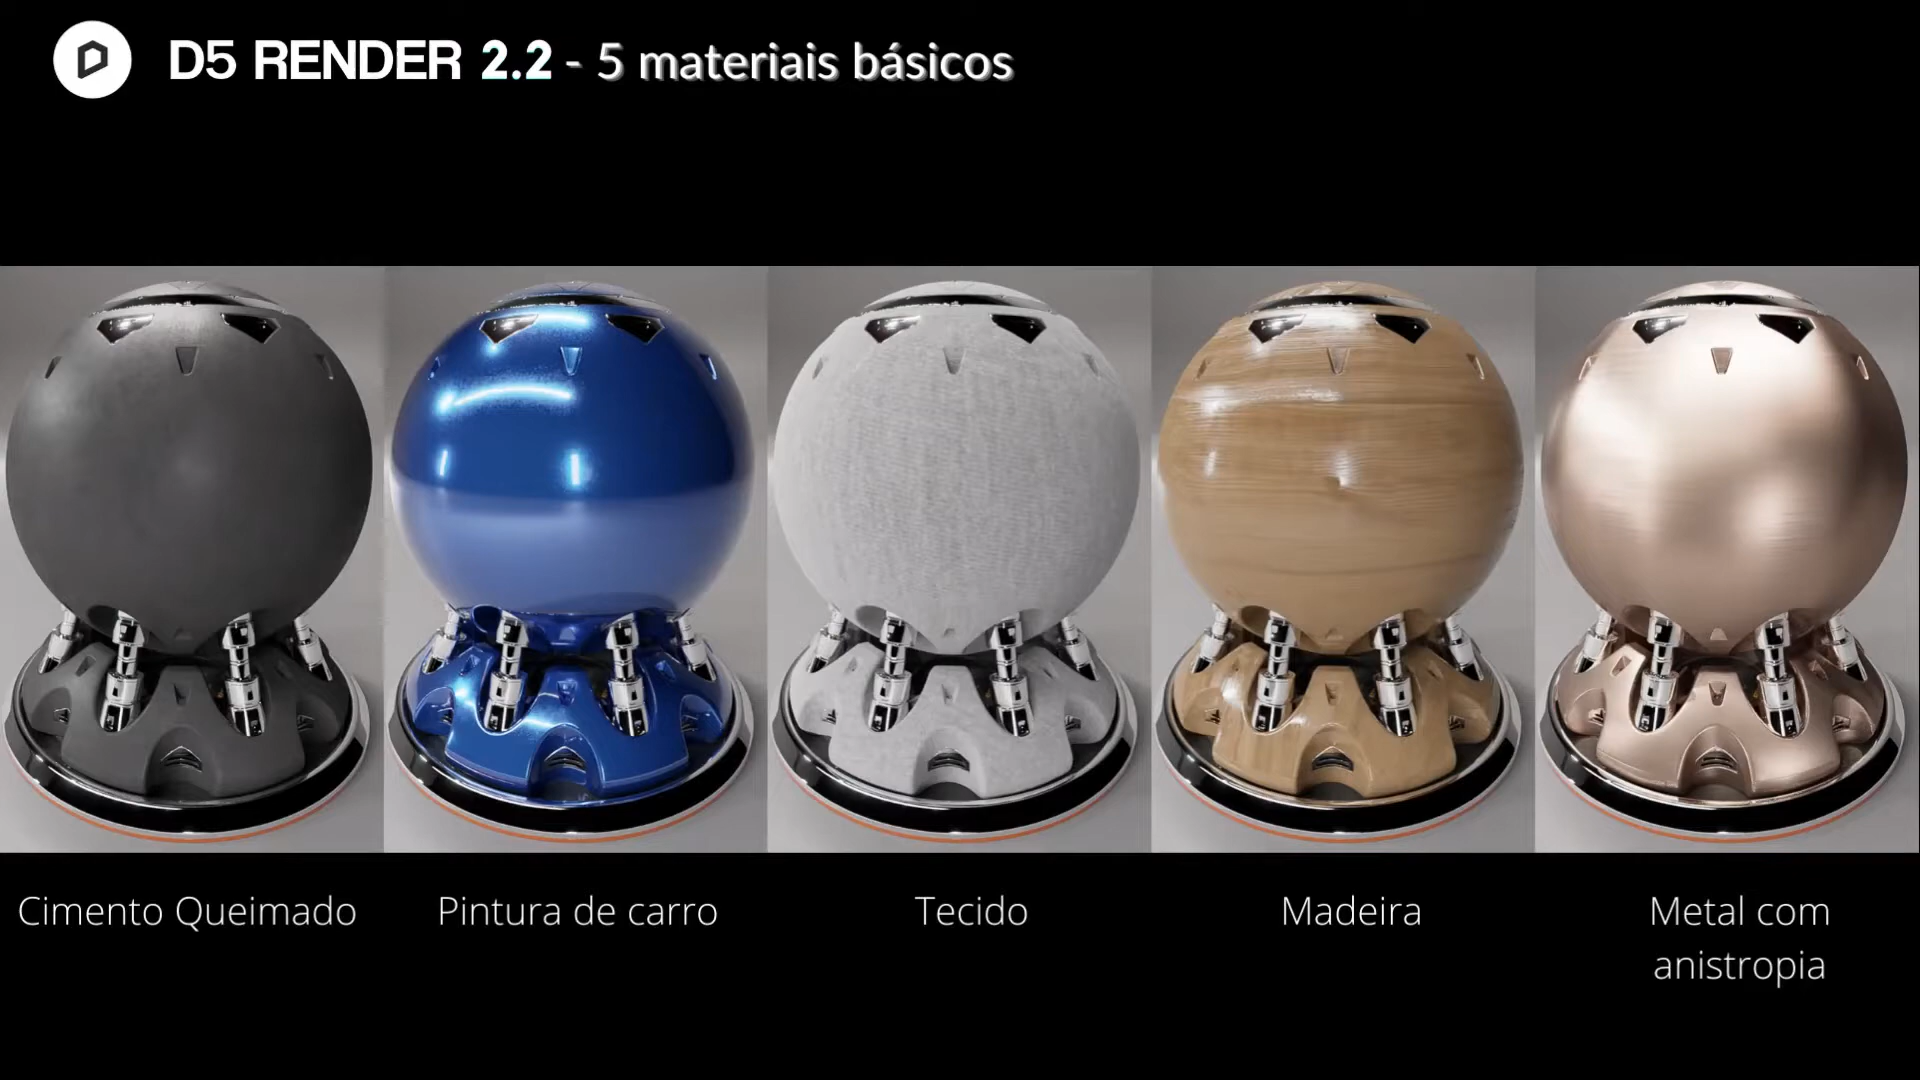 D5 RENDER 2.2 - 5 materiais básicos
Cimento Queimado
Pintura de carro
Tecido
Madeira
Metal com
anistropia